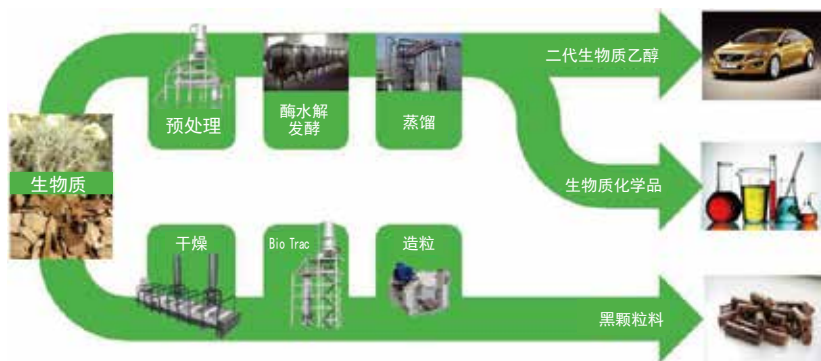 二代生物质乙醇
预处理
酶水解
发酵
蒸馏
生物质
生物质化学品
干燥
Bio Trac
造粒
黑颗粒料